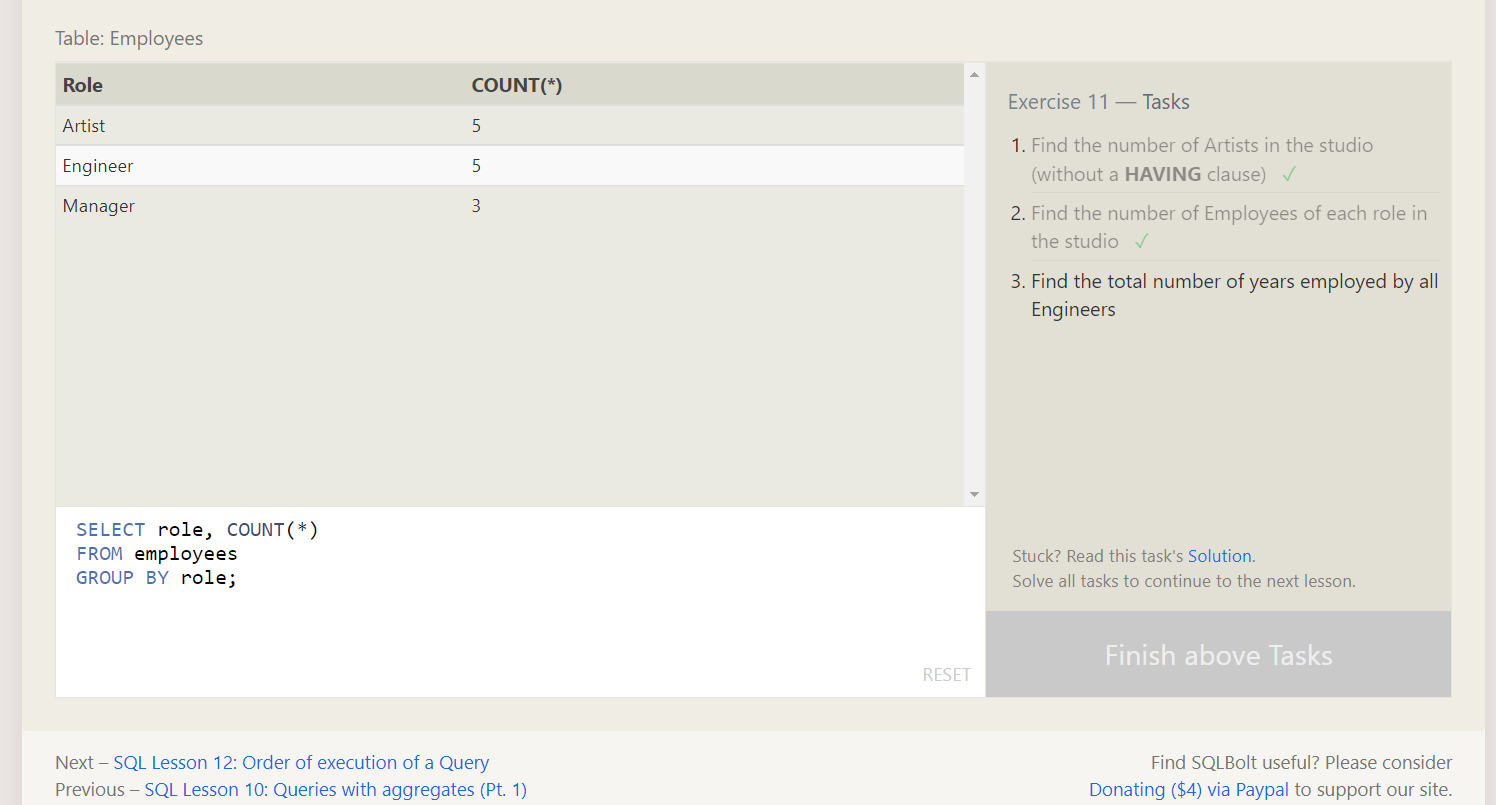 Table: Employees
Role COUNT(*)
Artist 5
Engineer 5
Manager 3
SELECT role, COUNT(*)
FROM employees
GROUP BY role;
RESET
Exercise 11 — Tasks
1. Find the number of Artists in the studio
(without a HAVING clause) ✓
2. Find the number of Employees of each role in
the studio ✓
3. Find the total number of years employed by all
Engineers
Stuck? Read this task's Solution.
Solve all tasks to continue to the next lesson.
Finish above Tasks
Next – SQL Lesson 12: Order of execution of a Query
Previous – SQL Lesson 10: Queries with aggregates (Pt. 1)
Find SQLBolt useful? Please consider
Donating ($4) via Paypal to support our site.